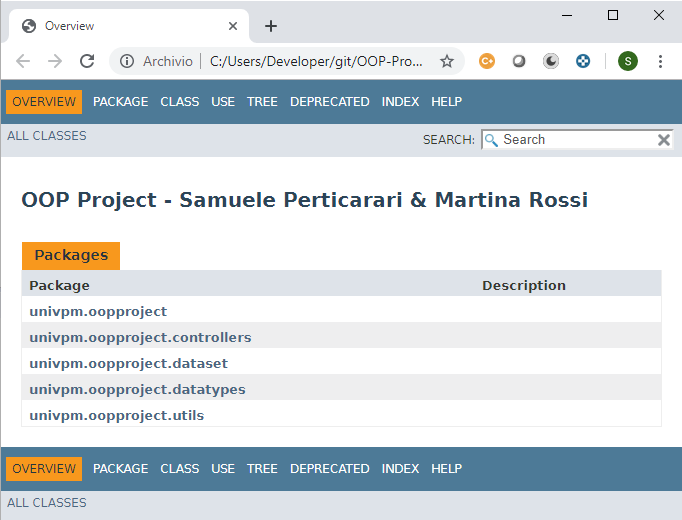 Overview
Archivio C:/Users/Developer/git/OOP-Pro...
C+ S
OVERVIEW PACKAGE CLASS USE TREE DEPRECATED INDEX HELP
ALL CLASSES SEARCH: Search
OOP Project - Samuele Perticarari & Martina Rossi
Packages
Package Description
univpm.oopproject
univpm.oopproject.controllers
univpm.oopproject.dataset
univpm.oopproject.datatypes
univpm.oopproject.utils
OVERVIEW PACKAGE CLASS USE TREE DEPRECATED INDEX HELP
ALL CLASSES